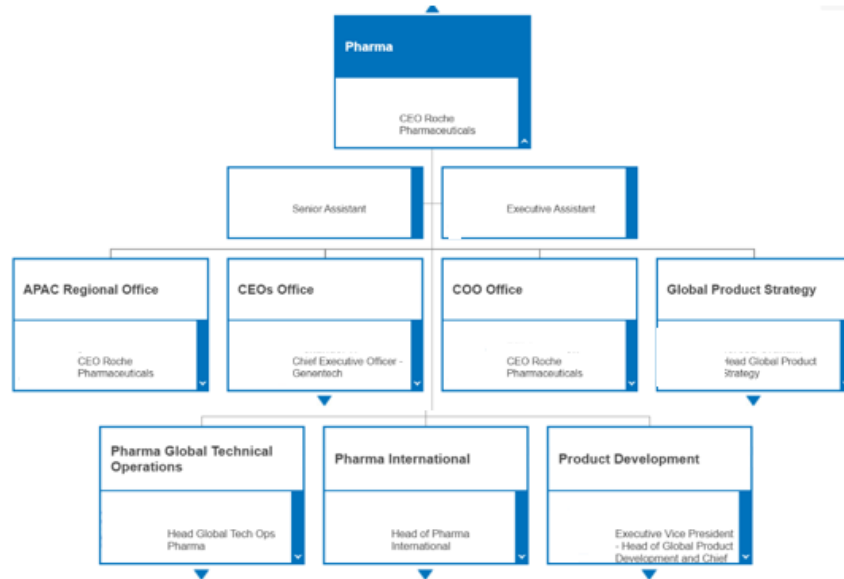 Pharma
CEO Roche
Pharmaceuticals
Senior Assistant
Executive Assistant
APAC Regional Office
CEO Roche
Pharmaceuticals
CEOs Office
Chief Executive Officer -
Genentech
COO Office
CEO Roche
Pharmaceuticals
Global Product Strategy
Head Global Product
Strategy
Pharma Global Technical
Operations
Head Global Tech Ops
Pharma
Pharma International
Head of Pharma
International
Product Development
Executive Vice President
- Head of Global Product
Development and Chief